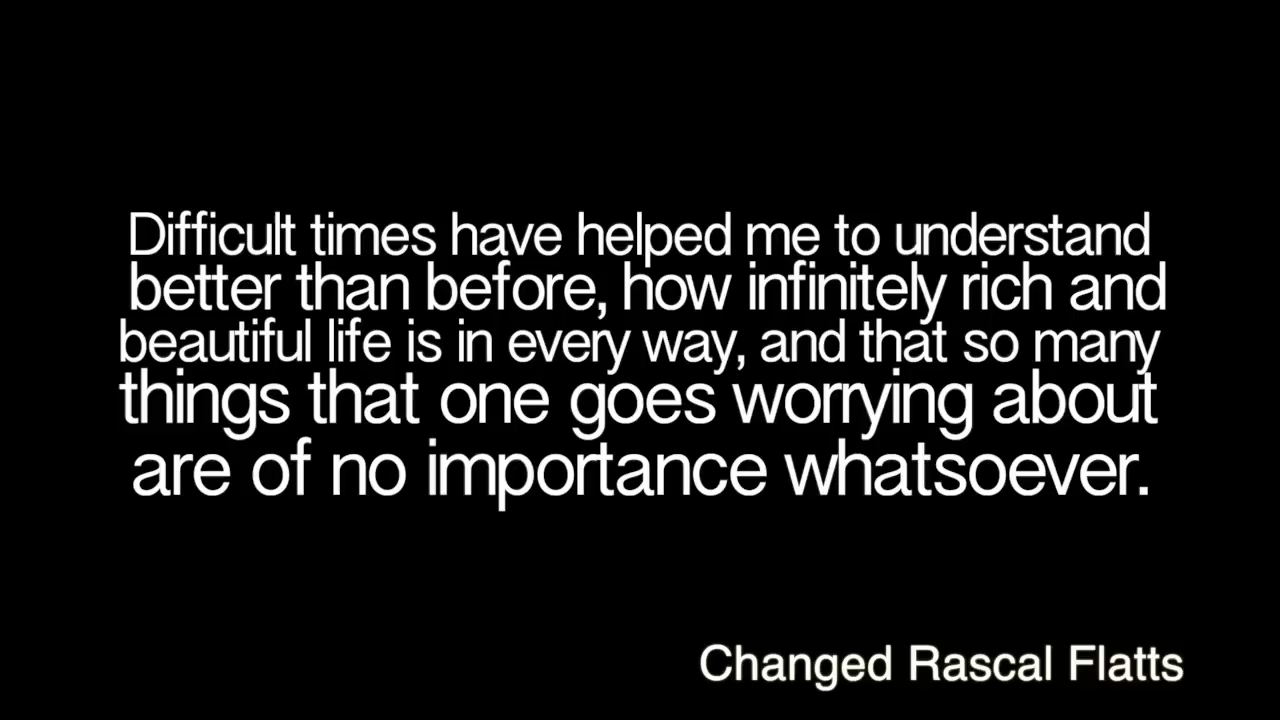 Difficult times have helped me to understand
better than before, how infinitely rich and
beautiful life is in every way, and that so many
things that one goes worrying about
are of no importance whatsoever.
Changed Rascal Flatts